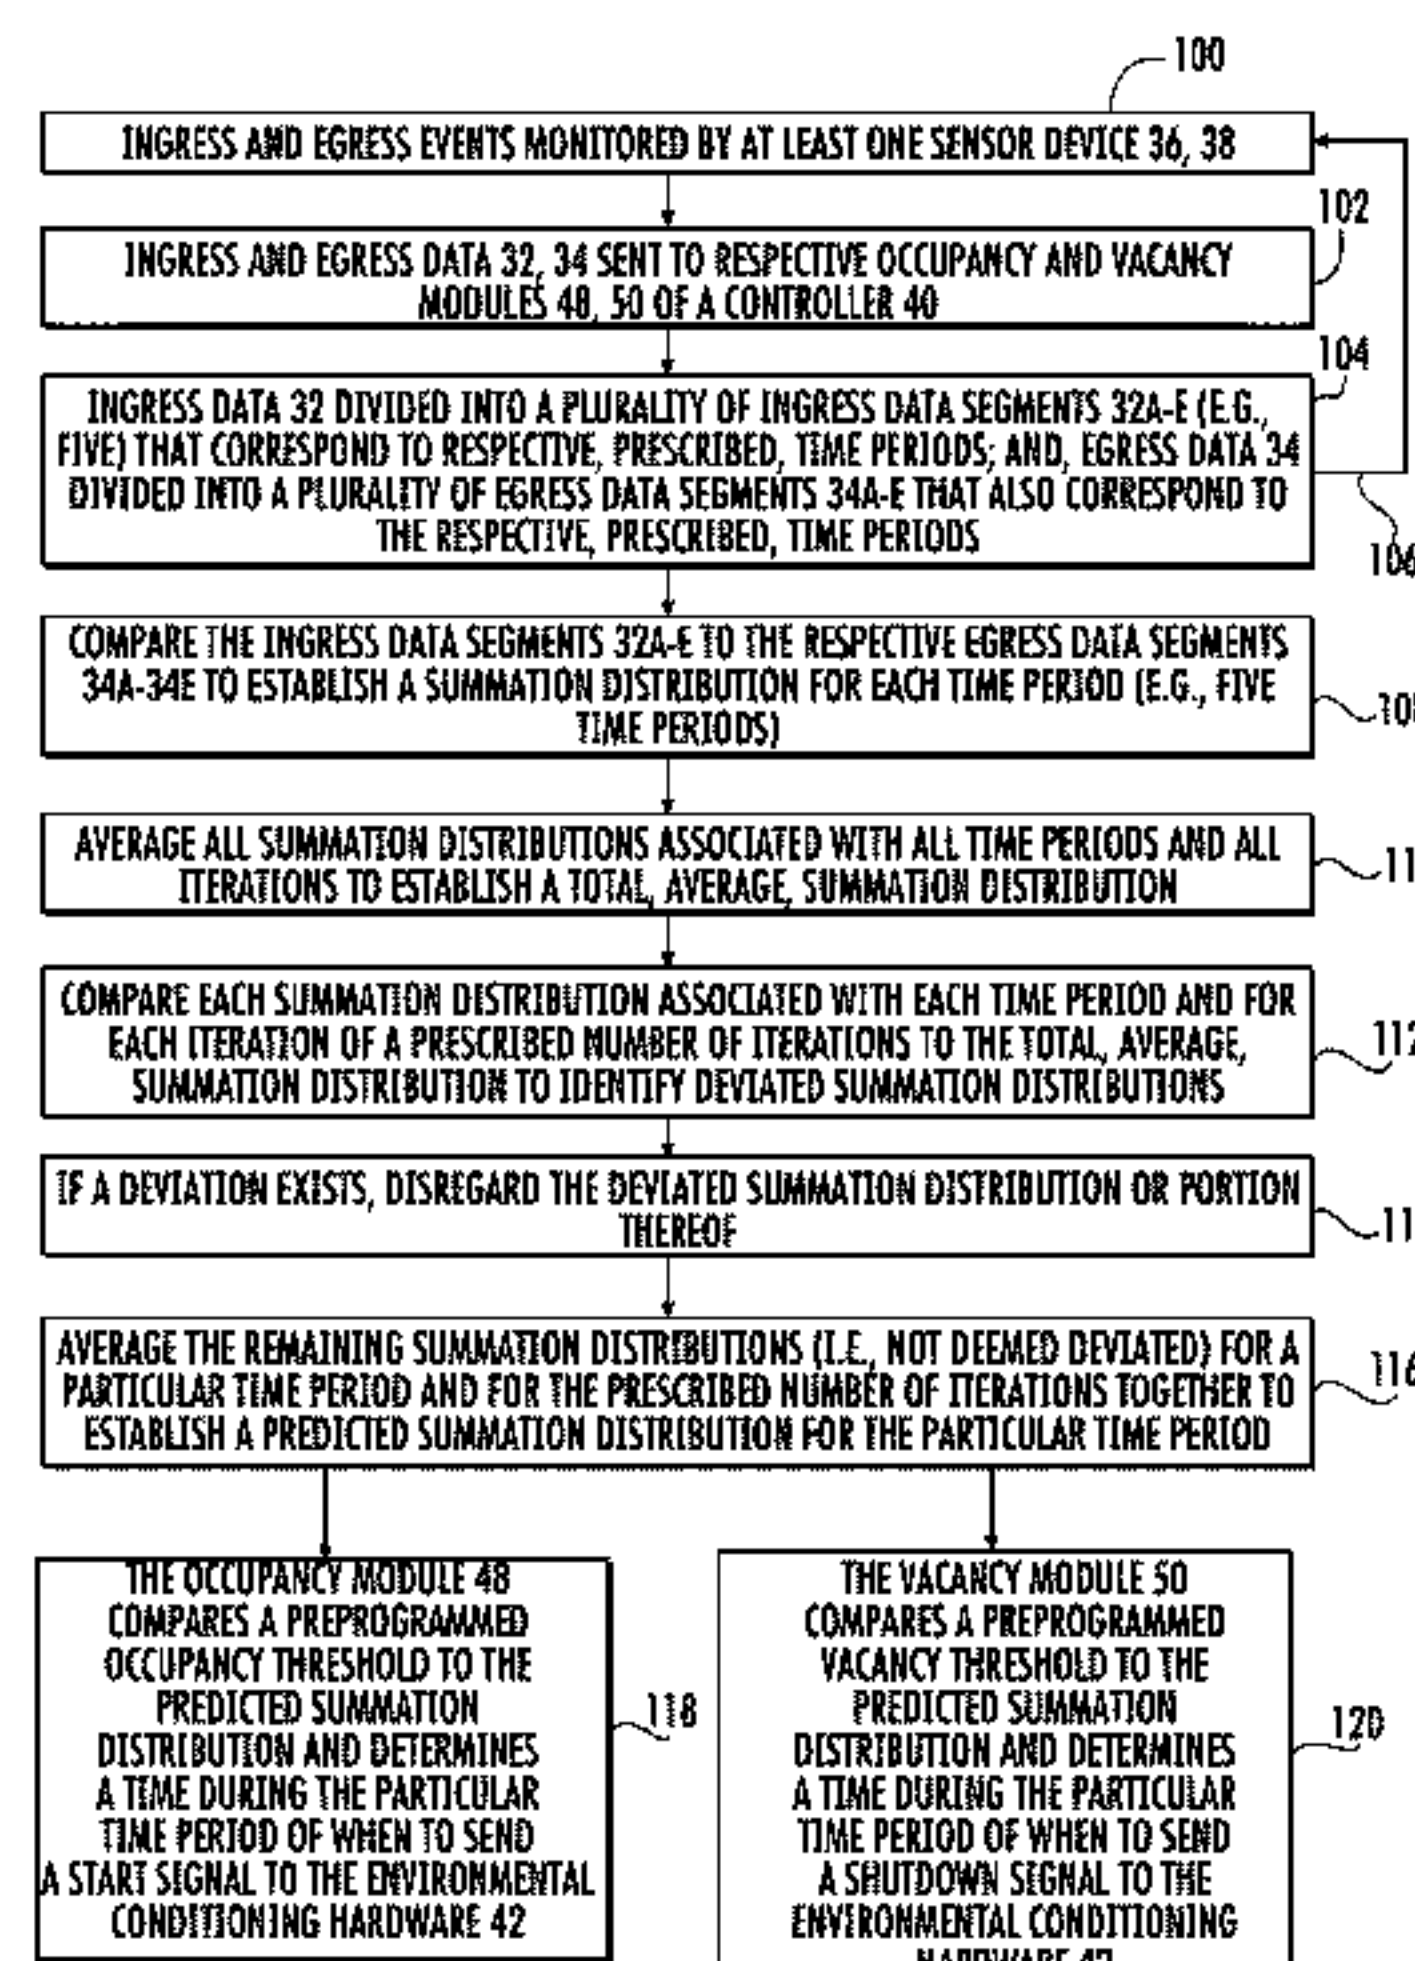 100
INGRESS AND EGRESS EVENTS MONITORED BY AT LEAST ONE SENSOR DEVICE 36, 38
102
INGRESS AND EGRESS DATA 32, 34 SENT TO RESPECTIVE OCCUPANCY AND VACANCY
MODULES 48, 50 OF A CONTROLLER 40
104
INGRESS DATA 32 DIVIDED INTO A PLURALITY OF INGRESS DATA SEGMENTS 32A-E (E.G.,
FIVE) THAT CORRESPOND TO RESPECTIVE, PRESCRIBED, TIME PERIODS; AND, EGRESS DATA 34
DIVIDED INTO A PLURALITY OF EGRESS DATA SEGMENTS 34A-E THAT ALSO CORRESPOND TO
THE RESPECTIVE, PRESCRIBED, TIME PERIODS
106
COMPARE THE INGRESS DATA SEGMENTS 32A-E TO THE RESPECTIVE EGRESS DATA SEGMENTS
34A-34E TO ESTABLISH A SUMMATION DISTRIBUTION FOR EACH TIME PERIOD (E.G., FIVE
TIME PERIODS)
AVERAGE ALL SUMMATION DISTRIBUTIONS ASSOCIATED WITH ALL TIME PERIODS AND ALL
ITERATIONS TO ESTABLISH A TOTAL, AVERAGE, SUMMATION DISTRIBUTION
COMPARE EACH SUMMATION DISTRIBUTION ASSOCIATED WITH EACH TIME PERIOD AND FOR
EACH ITERATION OF A PRESCRIBED NUMBER OF ITERATIONS TO THE TOTAL, AVERAGE,
SUMMATION DISTRIBUTION TO IDENTIFY DEVIATED SUMMATION DISTRIBUTIONS
112
IF A DEVIATION EXISTS, DISREGARD THE DEVIATED SUMMATION DISTRIBUTION OR PORTION
THEREOF
AVERAGE THE REMAINING SUMMATION DISTRIBUTIONS (I.E., NOT DEEMED DEVIATED) FOR A
PARTICULAR TIME PERIOD AND FOR THE PRESCRIBED NUMBER OF ITERATIONS TOGETHER TO
ESTABLISH A PREDICTED SUMMATION DISTRIBUTION FOR THE PARTICULAR TIME PERIOD
116
THE OCCUPANCY MODULE 48
COMPARES A PREPROGRAMMED
OCCUPANCY THRESHOLD TO THE
PREDICTED SUMMATION
DISTRIBUTION AND DETERMINES
A TIME DURING THE PARTICULAR
TIME PERIOD OF WHEN TO SEND
A START SIGNAL TO THE ENVIRONMENTAL
CONDITIONING HARDWARE 42
118
THE VACANCY MODULE 50
COMPARES A PREPROGRAMMED
VACANCY THRESHOLD TO THE
PREDICTED SUMMATION
DISTRIBUTION AND DETERMINES
A TIME DURING THE PARTICULAR
TIME PERIOD OF WHEN TO SEND
A SHUTDOWN SIGNAL TO THE
ENVIRONMENTAL CONDITIONING
HARDWARE 42
120